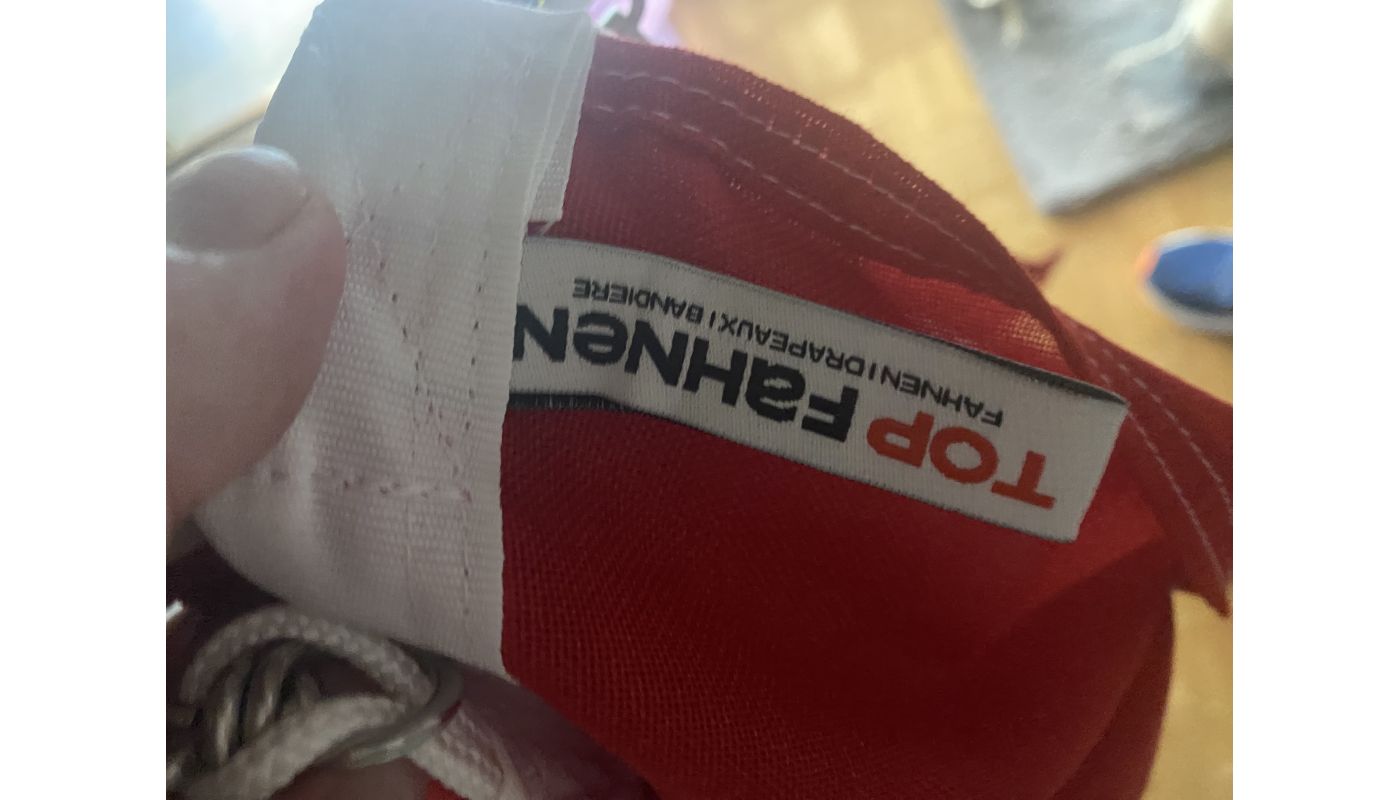 TOP FaHNeN
FAHNEN I DRAPEAUX I BANDIERE